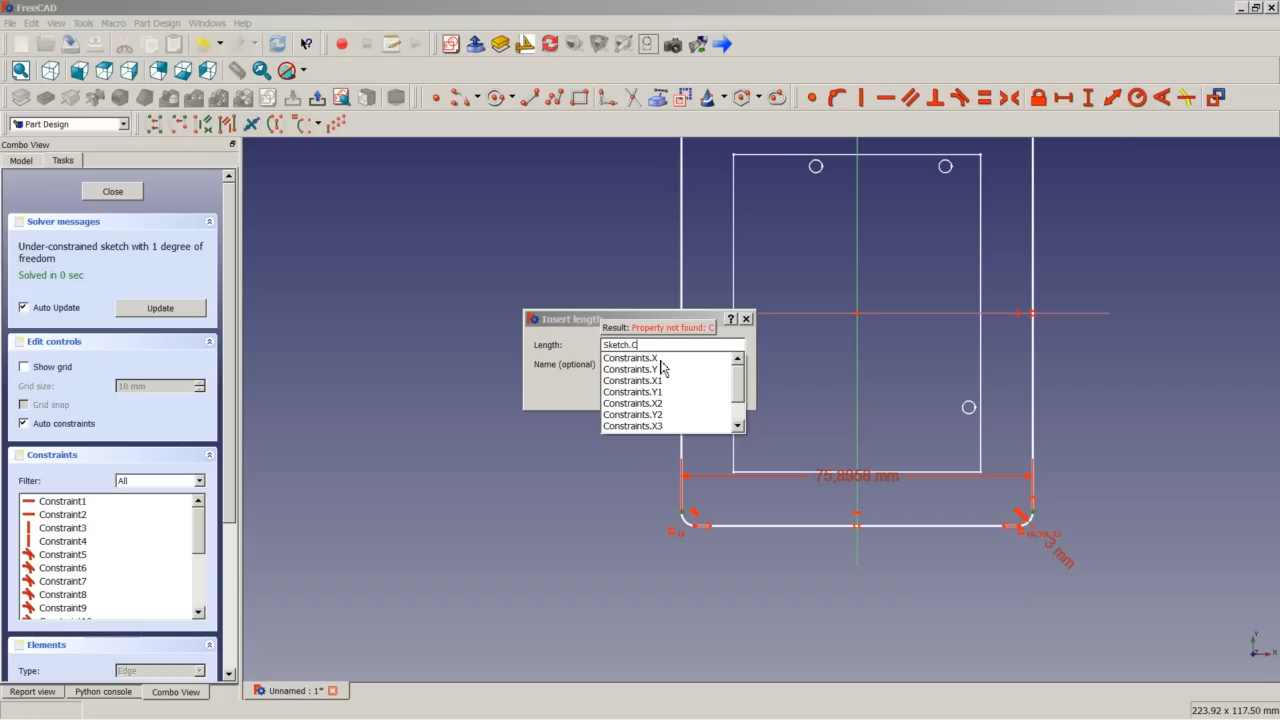 FreeCAD
File Edit View Tools Macro Part Design Windows Help
Part Design
Combo View
Model Tasks
Close
Solver messages
Under-constrained sketch with 1 degree of
freedom
Solved in 0 sec
Auto Update Update
Edit controls
Show grid
Grid size: 10 mm
Grid snap
Auto constraints
Constraints
Filter: All
Constraint1
Constraint2
Constraint3
Constraint4
Constraint5
Constraint6
Constraint7
Constraint8
Constraint9
Elements
Type: Edge
Report view Python console Combo View
Insert length
Result: Property not found: C
Length: Sketch.C
Name (optional)
Constraints.X
Constraints.Y
Constraints.X1
Constraints.Y1
Constraints.X2
Constraints.Y2
Constraints.X3
75,8958 mm
3 mm
Unnamed : 1*
Y
Z X
223.92 x 117.50 mm